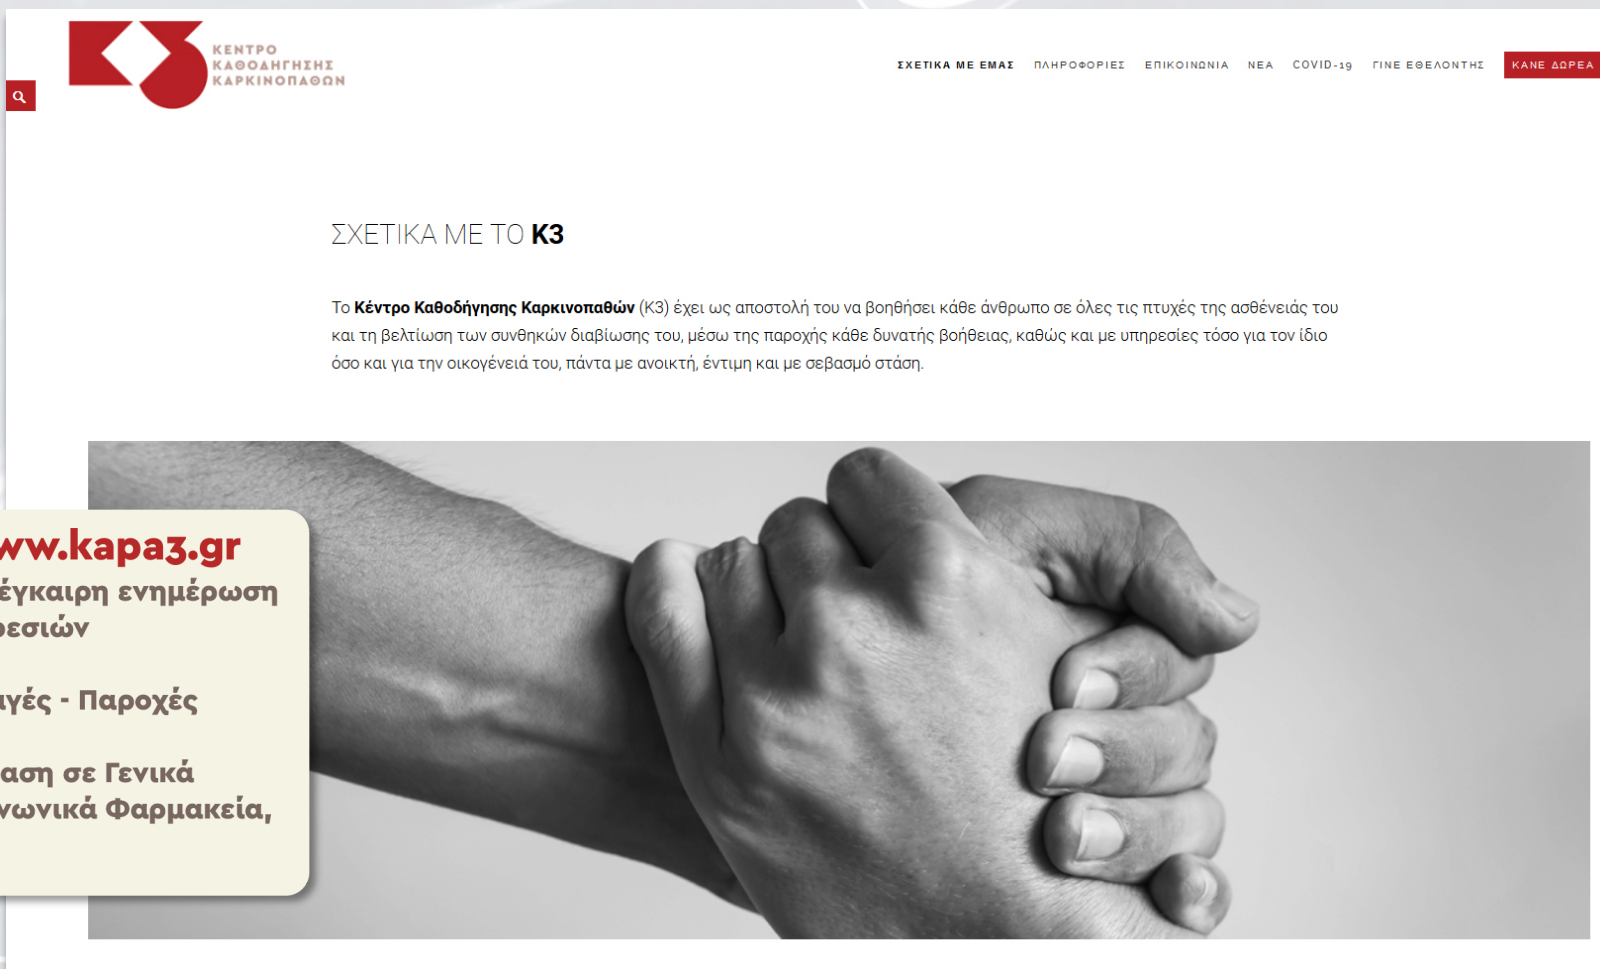 ΚΕΝΤΡΟ
ΚΑΘΟΔΗΓΗΣΗΣ
ΚΑΡΚΙΝΟΠΑΘΩΝ
ΣΧΕΤΙΚΑ ΜΕ ΕΜΑΣ ΠΛΗΡΟΦΟΡΙΕΣ ΕΠΙΚΟΙΝΩΝΙΑ ΝΕΑ COVID-19 ΓΙΝΕ ΕΘΕΛΟΝΤΗΣ ΚΑΝΕ ΔΩΡΕΑ
ΣΧΕΤΙΚΑ ΜΕ ΤΟ Κ3
Το Κέντρο Καθοδήγησης Καρκινοπαθών (Κ3) έχει ως αποστολή του να βοηθήσει κάθε άνθρωπο σε όλες τις πτυχές της ασθένειάς του
και τη βελτίωση των συνθηκών διαβίωσης του, μέσω της παροχής κάθε δυνατής βοήθειας, καθώς και με υπηρεσίες τόσο για τον ίδιο
όσο και για την οικογένειά του, πάντα με ανοικτή, έντιμη και με σεβασμό στάση.
ww.kapa3.gr
έγκαιρη ενημέρωση
ρεσιών
γές - Παροχές
αση σε Γενικά
νωνικά Φαρμακεία,